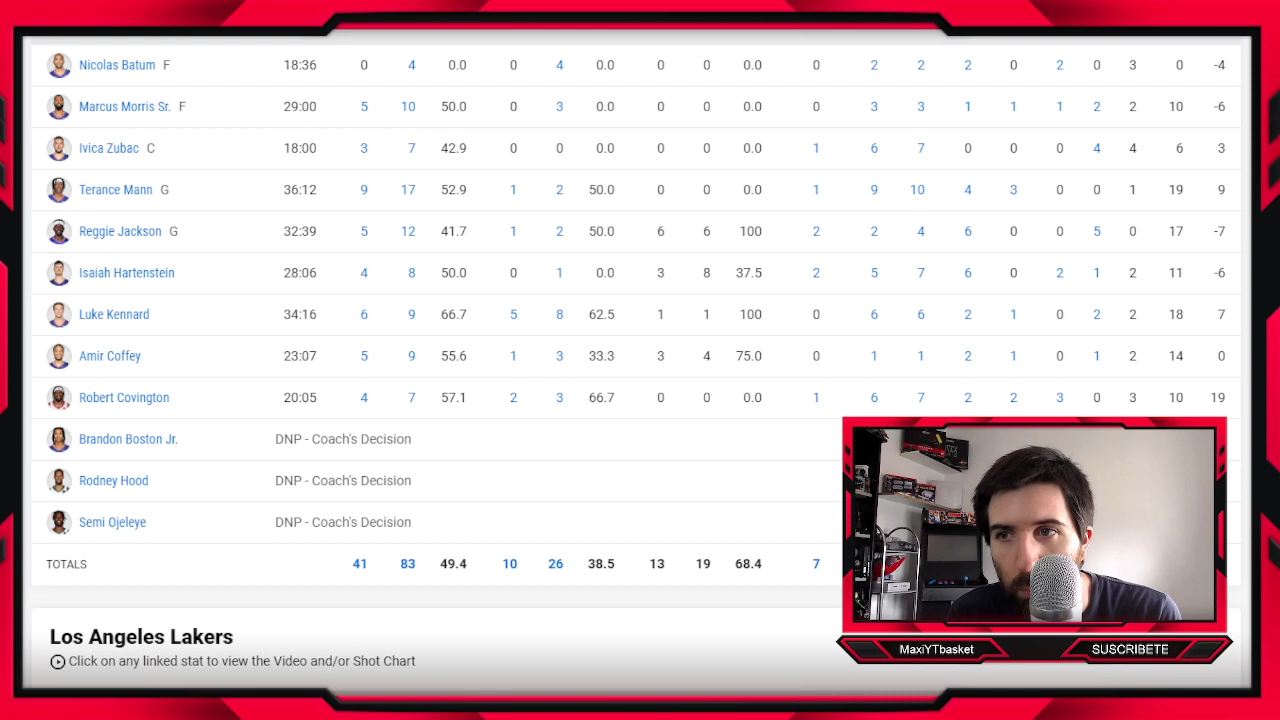 Nicolas Batum F 18:36 0 4 0.0 0 4 0.0 0 0 0.0 0 2 2 2 0 2 0 3 0 -4
Marcus Morris Sr. F 29:00 5 10 50.0 0 3 0.0 0 0 0.0 0 3 3 1 1 1 2 2 10 -6
Ivica Zubac C 18:00 3 7 42.9 0 0 0.0 0 0 0.0 1 6 7 0 0 0 4 4 6 3
Terance Mann G 36:12 9 17 52.9 1 2 50.0 0 0 0.0 1 9 10 4 3 0 0 1 19 9
Reggie Jackson G 32:39 5 12 41.7 1 2 50.0 6 6 100 2 2 4 6 0 0 5 0 17 -7
Isaiah Hartenstein 28:06 4 8 50.0 0 1 0.0 3 8 37.5 2 5 7 6 0 2 1 2 11 -6
Luke Kennard 34:16 6 9 66.7 5 8 62.5 1 1 100 0 6 6 2 1 0 2 2 18 7
Amir Coffey 23:07 5 9 55.6 1 3 33.3 3 4 75.0 0 1 1 2 1 0 1 2 14 0
Robert Covington 20:05 4 7 57.1 2 3 66.7 0 0 0.0 1 6 7 2 2 3 0 3 10 19
Brandon Boston Jr. DNP - Coach's Decision
Rodney Hood DNP - Coach's Decision
Semi Ojeleye DNP - Coach's Decision
TOTALS 41 83 49.4 10 26 38.5 13 19 68.4 7
Los Angeles Lakers
Click on any linked stat to view the Video and/or Shot Chart
MaxiYTbasket SUSCRIBETE